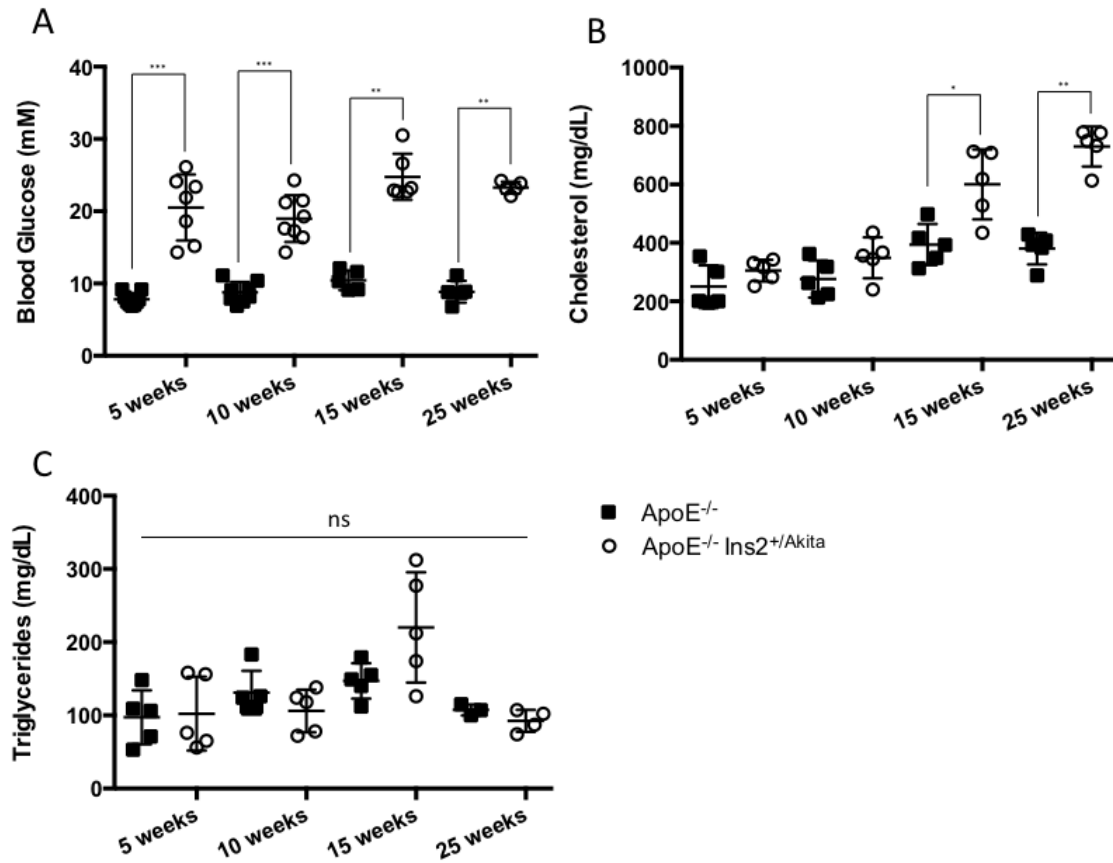 A
Blood Glucose (mM)
40
30
20
10
0
***
***
**
**
5 weeks
10 weeks
15 weeks
25 weeks
B
Cholesterol (mg/dL)
1000
800
600
400
200
0
*
**
5 weeks
10 weeks
15 weeks
25 weeks
C
Triglycerides (mg/dL)
400
300
200
100
0
ns
5 weeks
10 weeks
15 weeks
25 weeks
ApoE-/-
ApoE-/- Ins2+/Akita